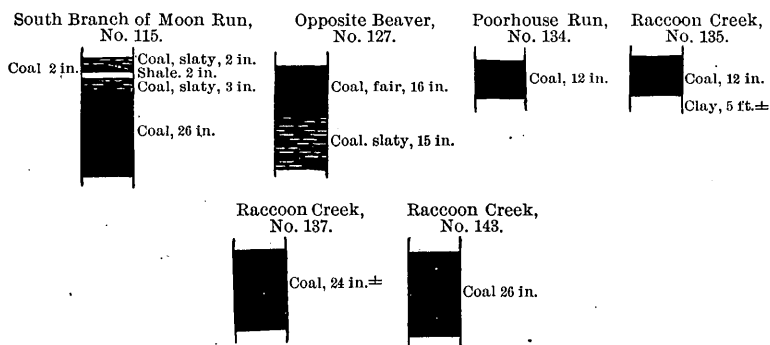 South Branch of Moon Run,
No. 115.
Coal 2 in.
Coal, slaty, 2 in.
Shale. 2 in.
Coal, slaty, 3 in.
Coal, 26 in.
Opposite Beaver,
No. 127.
Coal, fair, 16 in.
Coal. slaty, 15 in.
Poorhouse Run,
No. 134.
Coal, 12 in.
Raccoon Creek,
No. 135.
Coal, 12 in.
Clay, 5 ft.±
Raccoon Creek,
No. 137.
Coal, 24 in.±
Raccoon Creek,
No. 143.
Coal 26 in.